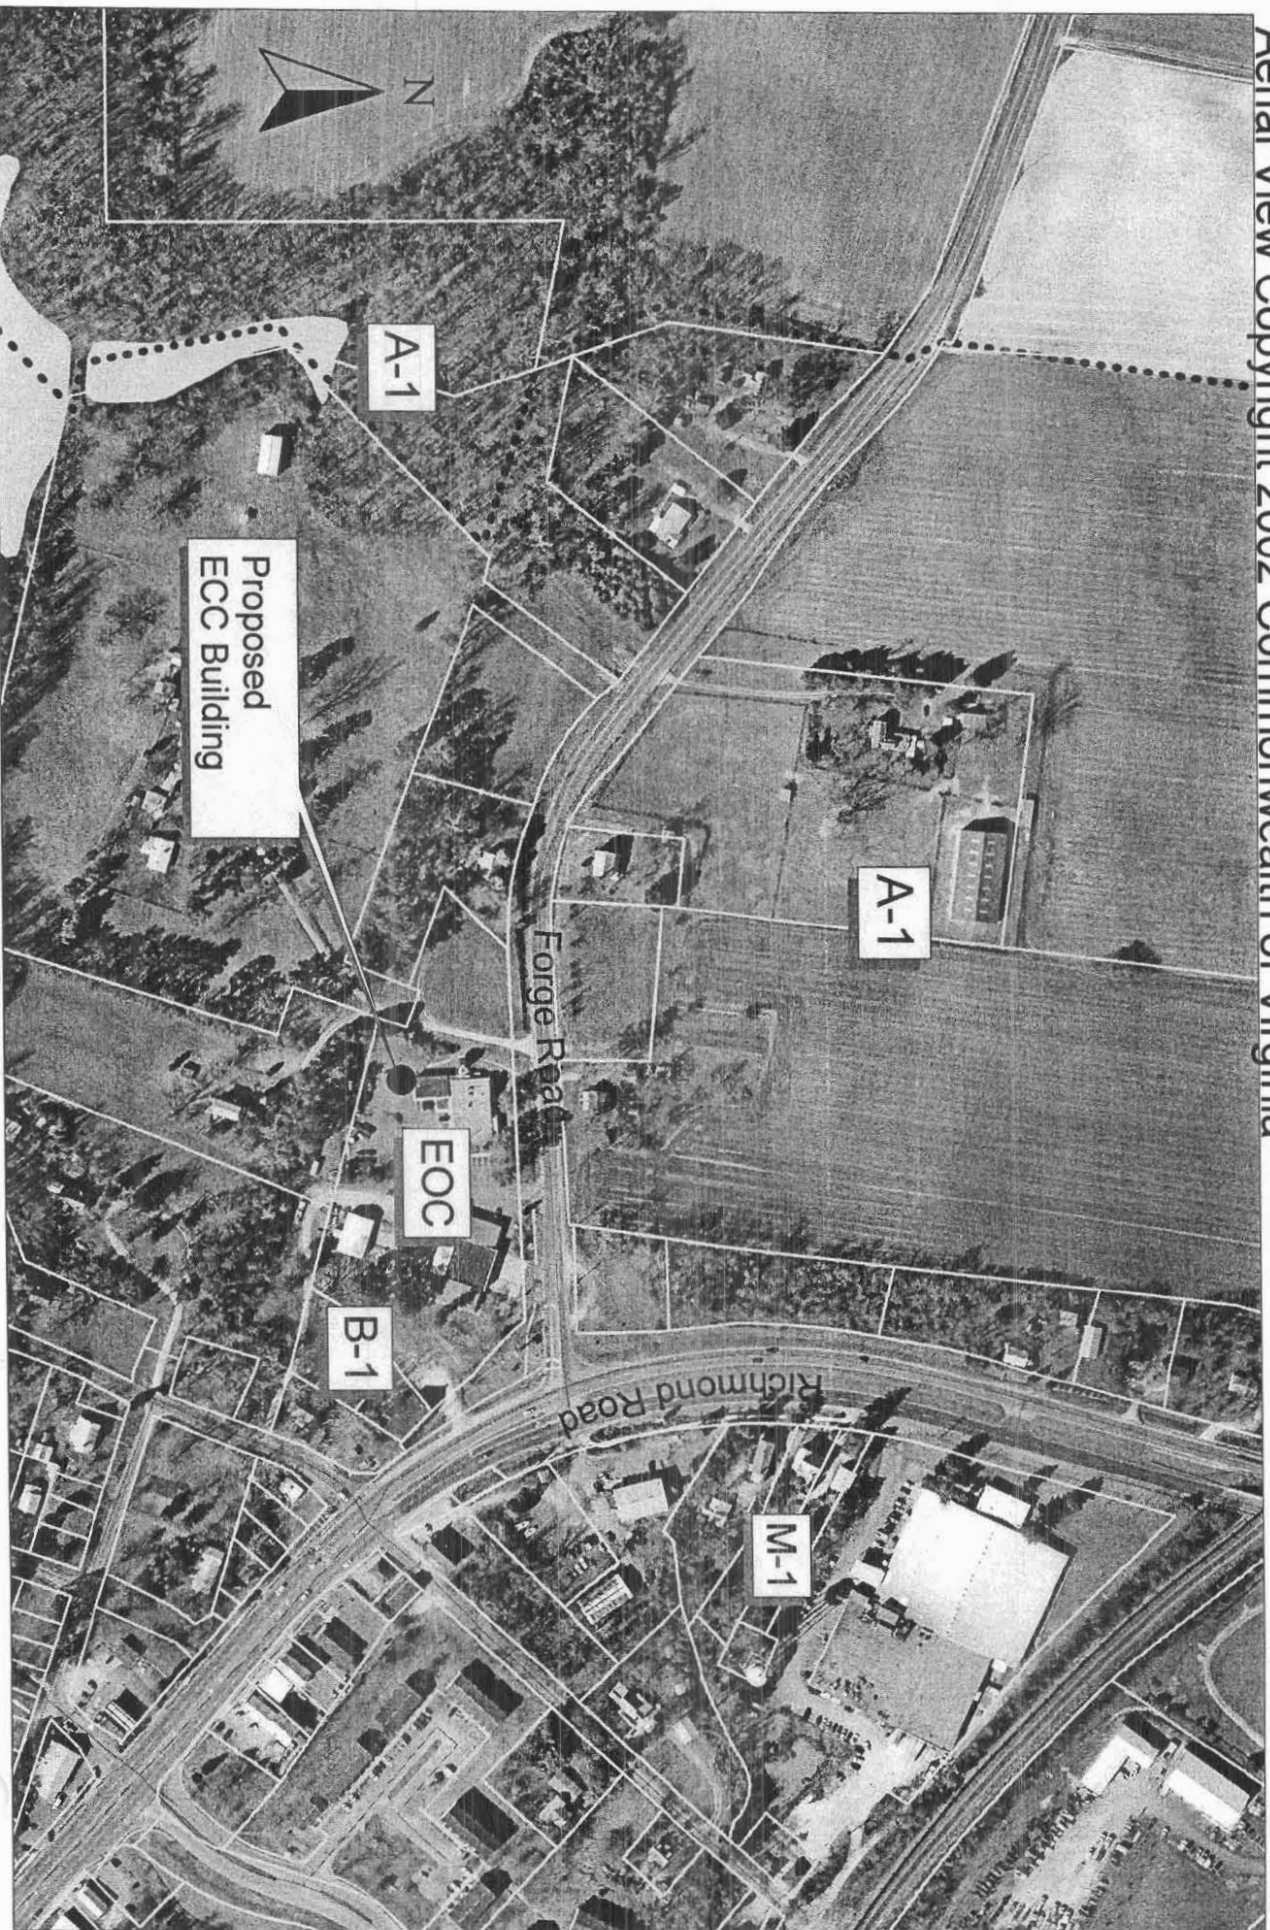 Aerial View Copyright 2002 Commonwealth of Virginia
N
A-1
A-1
Proposed
ECC Building
Forge Road
EOC
B-1
Richmond Road
M-1